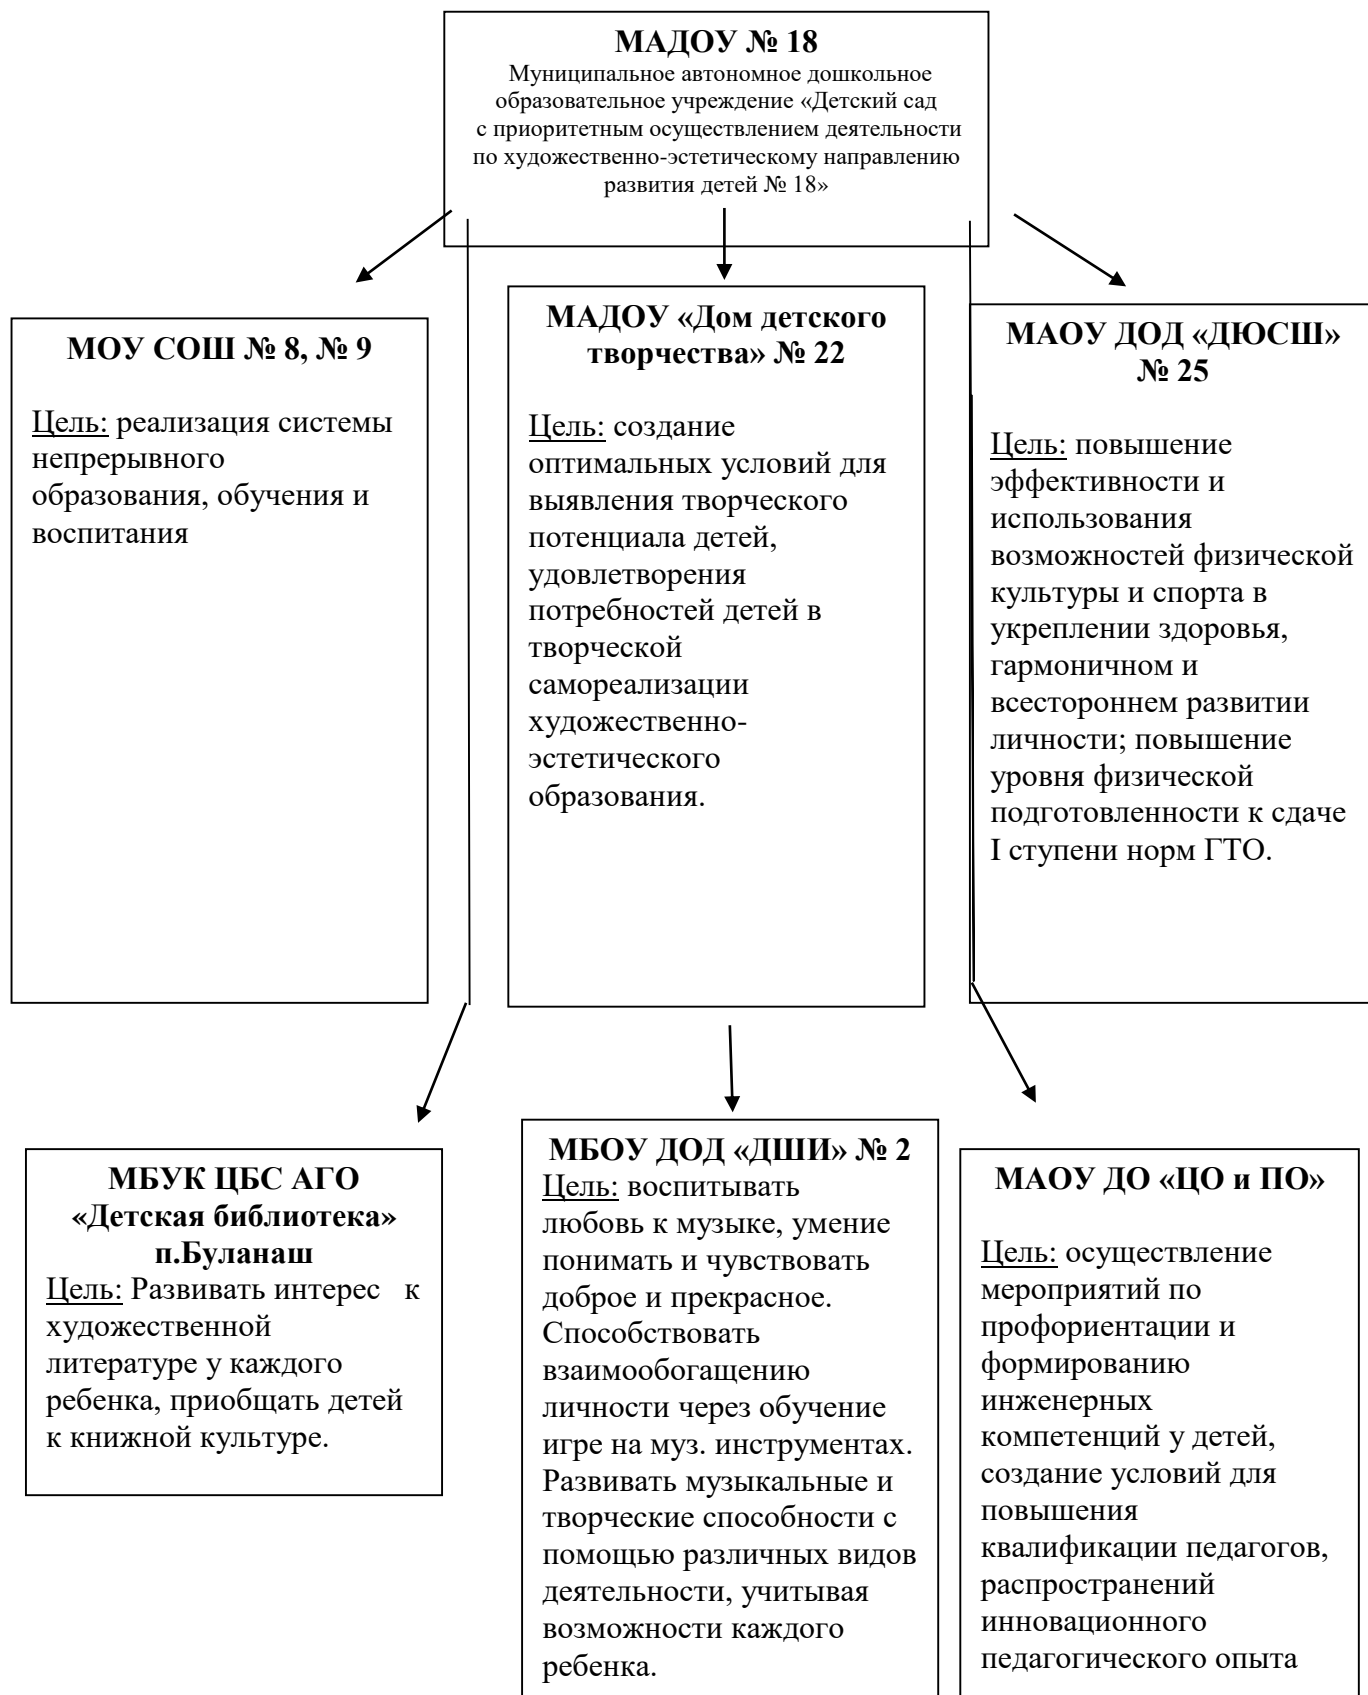 МАДОУ № 18
Муниципальное автономное дошкольное
образовательное учреждение «Детский сад
с приоритетным осуществлением деятельности
по художественно-эстетическому направлению
развития детей № 18»
МОУ СОШ № 8, № 9
Цель: реализация системы
непрерывного
образования, обучения и
воспитания
МАДОУ «Дом детского
творчества» № 22
Цель: создание
оптимальных условий для
выявления творческого
потенциала детей,
удовлетворения
потребностей детей в
творческой
самореализации
художественно-
эстетического
образования.
МАОУ ДОД «ДЮСШ»
№ 25
Цель: повышение
эффективности и
использования
возможностей физической
культуры и спорта в
укреплении здоровья,
гармоничном и
всестороннем развитии
личности; повышение
уровня физической
подготовленности к сдаче
I ступени норм ГТО.
МБУК ЦБС АГО
«Детская библиотека»
п.Буланаш
Цель: Развивать интерес к
художественной
литературе у каждого
ребенка, приобщать детей
к книжной культуре.
МБОУ ДОД «ДШИ» № 2
Цель: воспитывать
любовь к музыке, умение
понимать и чувствовать
доброе и прекрасное.
Способствовать
взаимообогащению
личности через обучение
игре на муз. инструментах.
Развивать музыкальные и
творческие способности с
помощью различных видов
деятельности, учитывая
возможности каждого
ребенка.
МАОУ ДО «ЦО и ПО»
Цель: осуществление
мероприятий по
профориентации и
формированию
инженерных
компетенций у детей,
создание условий для
повышения
квалификации педагогов,
распространений
инновационного
педагогического опыта